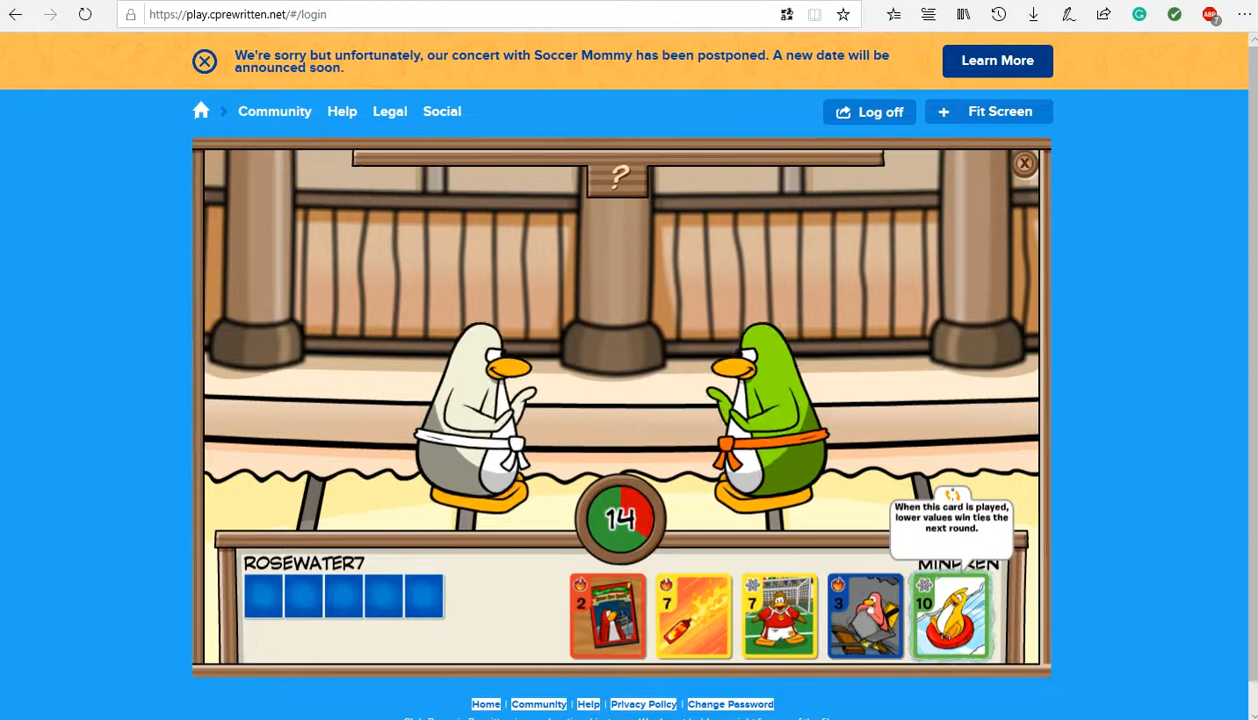 https://play.cprewritten.net/#/login
ABP
7
We're sorry but unfortunately, our concert with Soccer Mommy has been postponed. A new date will be
announced soon.
Learn More
Community Help Legal Social
Log off
+ Fit Screen
?
X
14
When this card is played,
lower values win ties the
next round.
ROSEWATER7
2
7
7
3
10
Home | Community | Help | Privacy Policy | Change Password